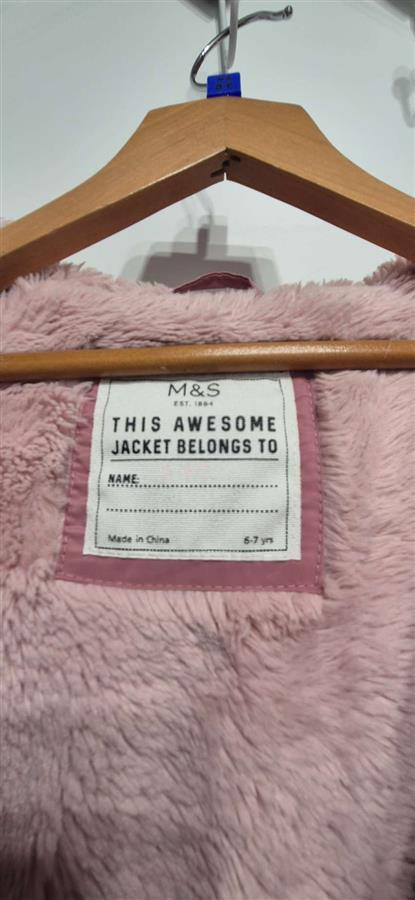 M&S
EST. 1884
THIS AWESOME
JACKET BELONGS TO
NAME:
Made in China 6-7 yrs